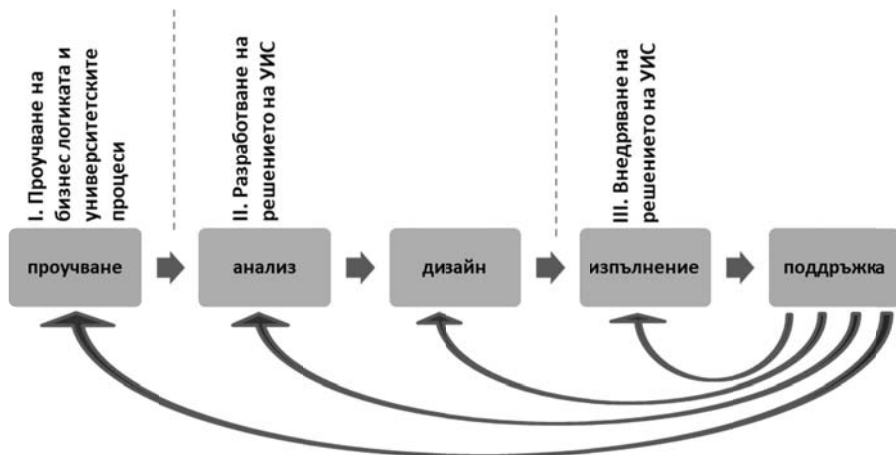 I. Проучване на
бизнес логиката и
университетските
процеси
II. Разработване на
решението на УИС
III. Внедряване на
решението на УИС
проучване
анализ
дизайн
изпълнение
поддръжка